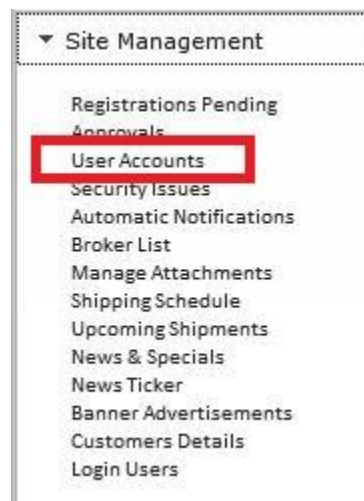 Site Management
Registrations Pending
Approvals
User Accounts
Security Issues
Automatic Notifications
Broker List
Manage Attachments
Shipping Schedule
Upcoming Shipments
News & Specials
News Ticker
Banner Advertisements
Customers Details
Login Users